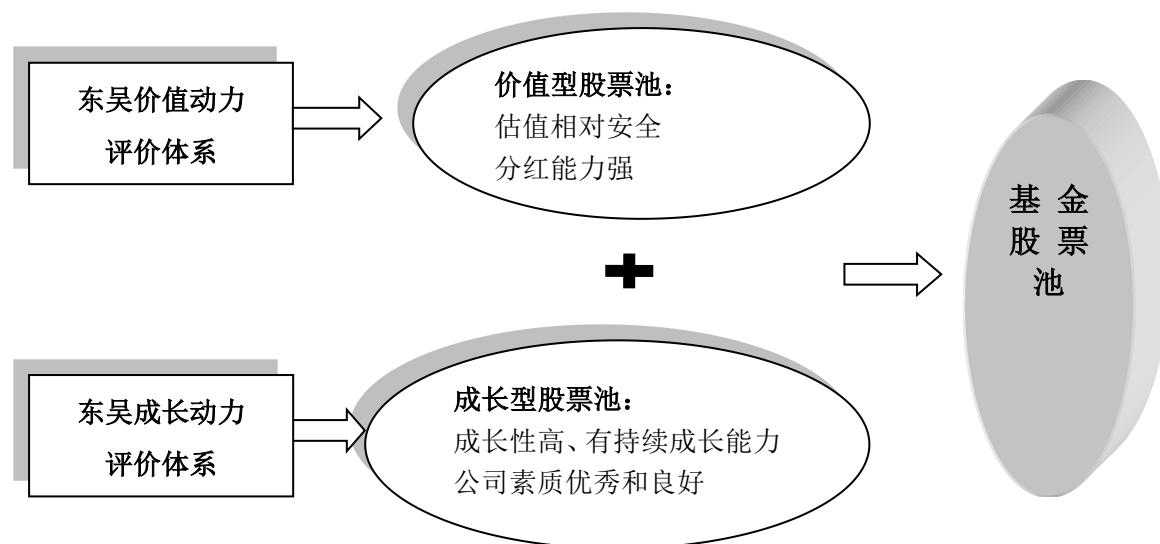 东吴价值动力
评价体系
价值型股票池：
估值相对安全
分红能力强
东吴成长动力
评价体系
成长型股票池：
成长性高、有持续成长能力
公司素质优秀和良好
基 金
股 票
池